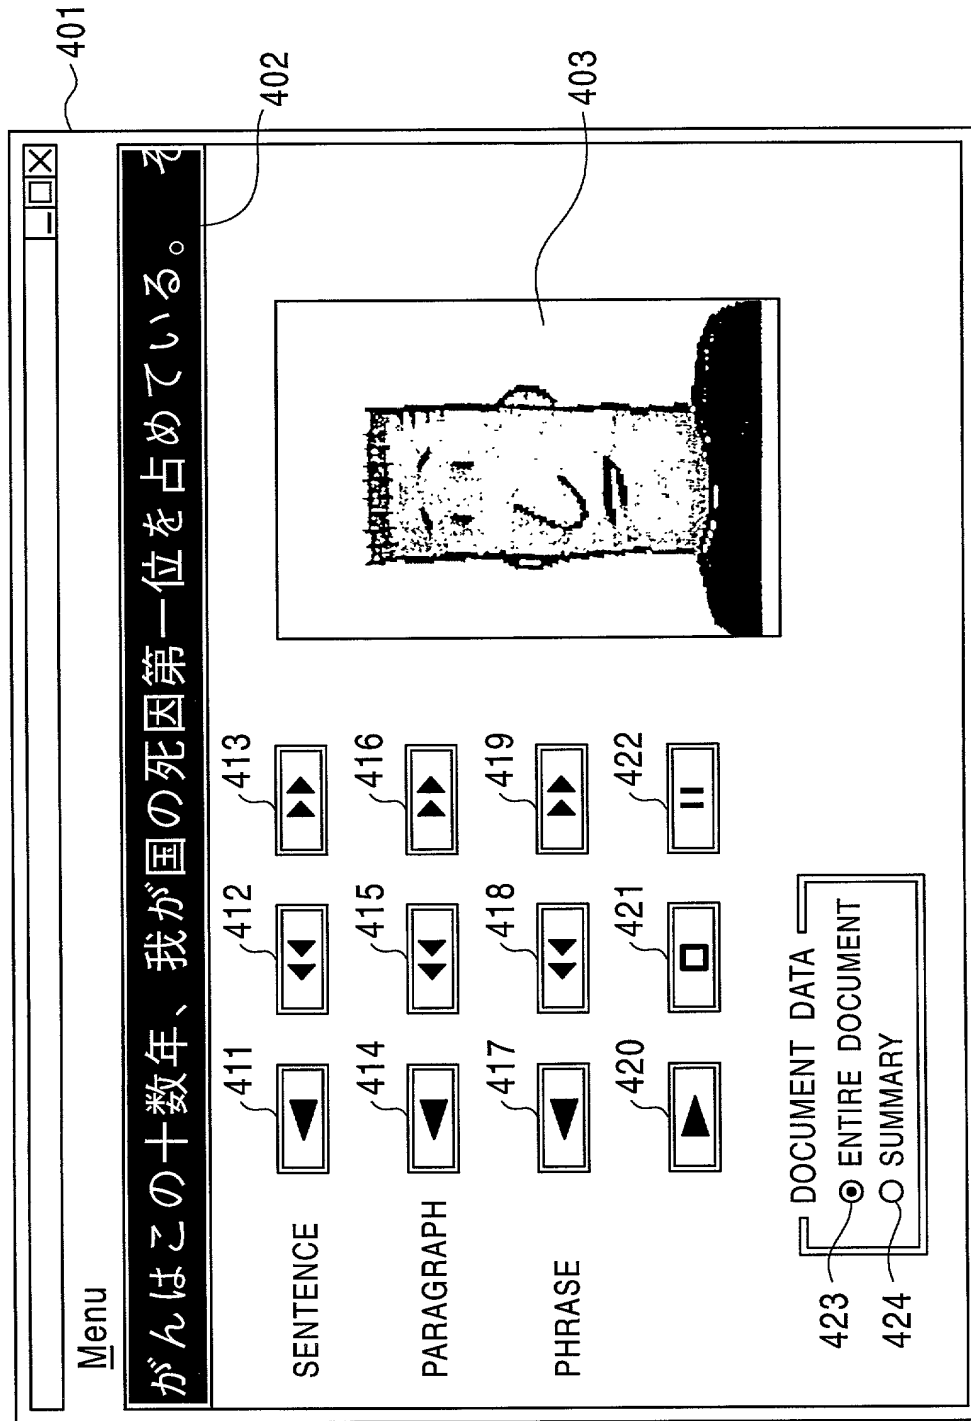 401
Menu
がんはこの十数年、我が国の死因第一位を占めている。 そ
402
403
SENTENCE 411 412 413
PARAGRAPH 414 415 416
PHRASE 417 418 419
420 421 422
DOCUMENT DATA
423 ENTIRE DOCUMENT
424 SUMMARY